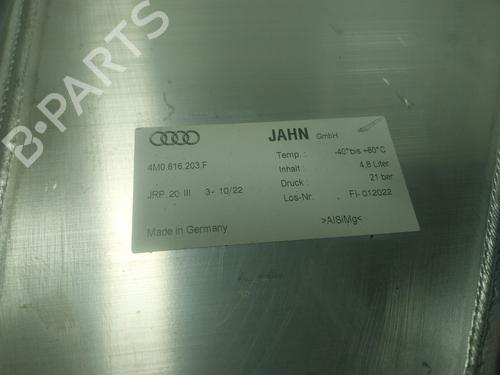 B-PARTS
JAHN GmbH
4M0.616.203.F
Temp.: -40°bis +80°C
Inhalt: 4,8 Liter
JRP. 20 III 3- 10/22
Druck: 21 bar
Los-Nr. FI-012022
Made in Germany
>AlSiMg<